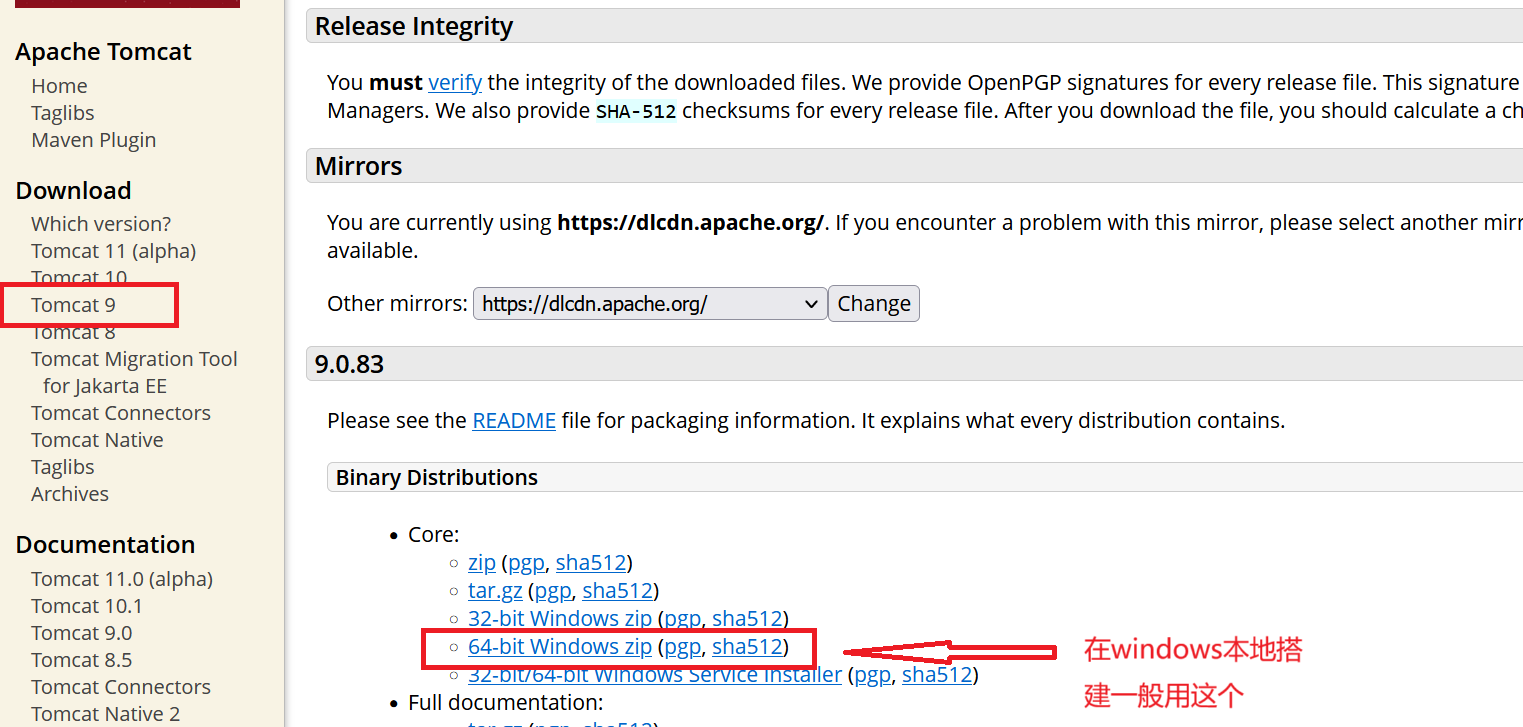 Apache Tomcat
Home
Taglibs
Maven Plugin
Download
Which version?
Tomcat 11 (alpha)
Tomcat 10
Tomcat 9
Tomcat 8
Tomcat Migration Tool
for Jakarta EE
Tomcat Connectors
Tomcat Native
Taglibs
Archives
Documentation
Tomcat 11.0 (alpha)
Tomcat 10.1
Tomcat 9.0
Tomcat 8.5
Tomcat Connectors
Tomcat Native 2
Release Integrity
You must verify the integrity of the downloaded files. We provide OpenPGP signatures for every release file. This signature
Managers. We also provide SHA-512 checksums for every release file. After you download the file, you should calculate a ch
Mirrors
You are currently using https://dlcdn.apache.org/. If you encounter a problem with this mirror, please select another mirr
available.
Other mirrors: https://dlcdn.apache.org/ Change
9.0.83
Please see the README file for packaging information. It explains what every distribution contains.
Binary Distributions
• Core:
○ zip (pgp, sha512)
○ tar.gz (pgp, sha512)
○ 32-bit Windows zip (pgp, sha512)
○ 64-bit Windows zip (pgp, sha512)
○ 32-bit/64-bit Windows Service Installer (pgp, sha512)
• Full documentation:
○ tar.gz (pgp, sha512)
在windows本地搭
建一般用这个